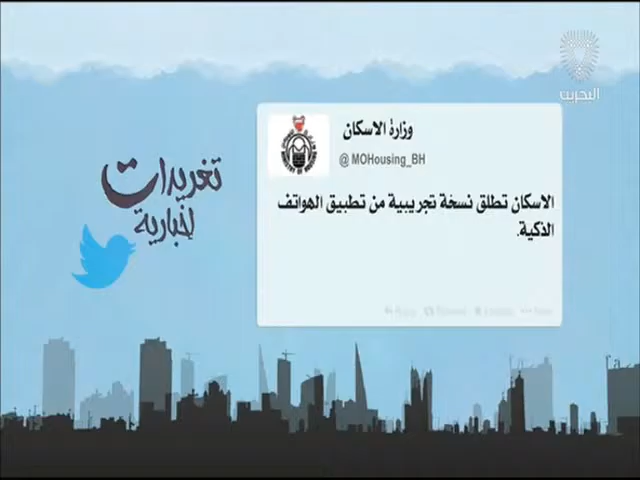 البحرين
وزارة الاسكان
@MOHousing_BH
تغريدات
إخبارية
الاسكان تطلق نسخة تجريبية من تطبيق الهواتف
الذكية.